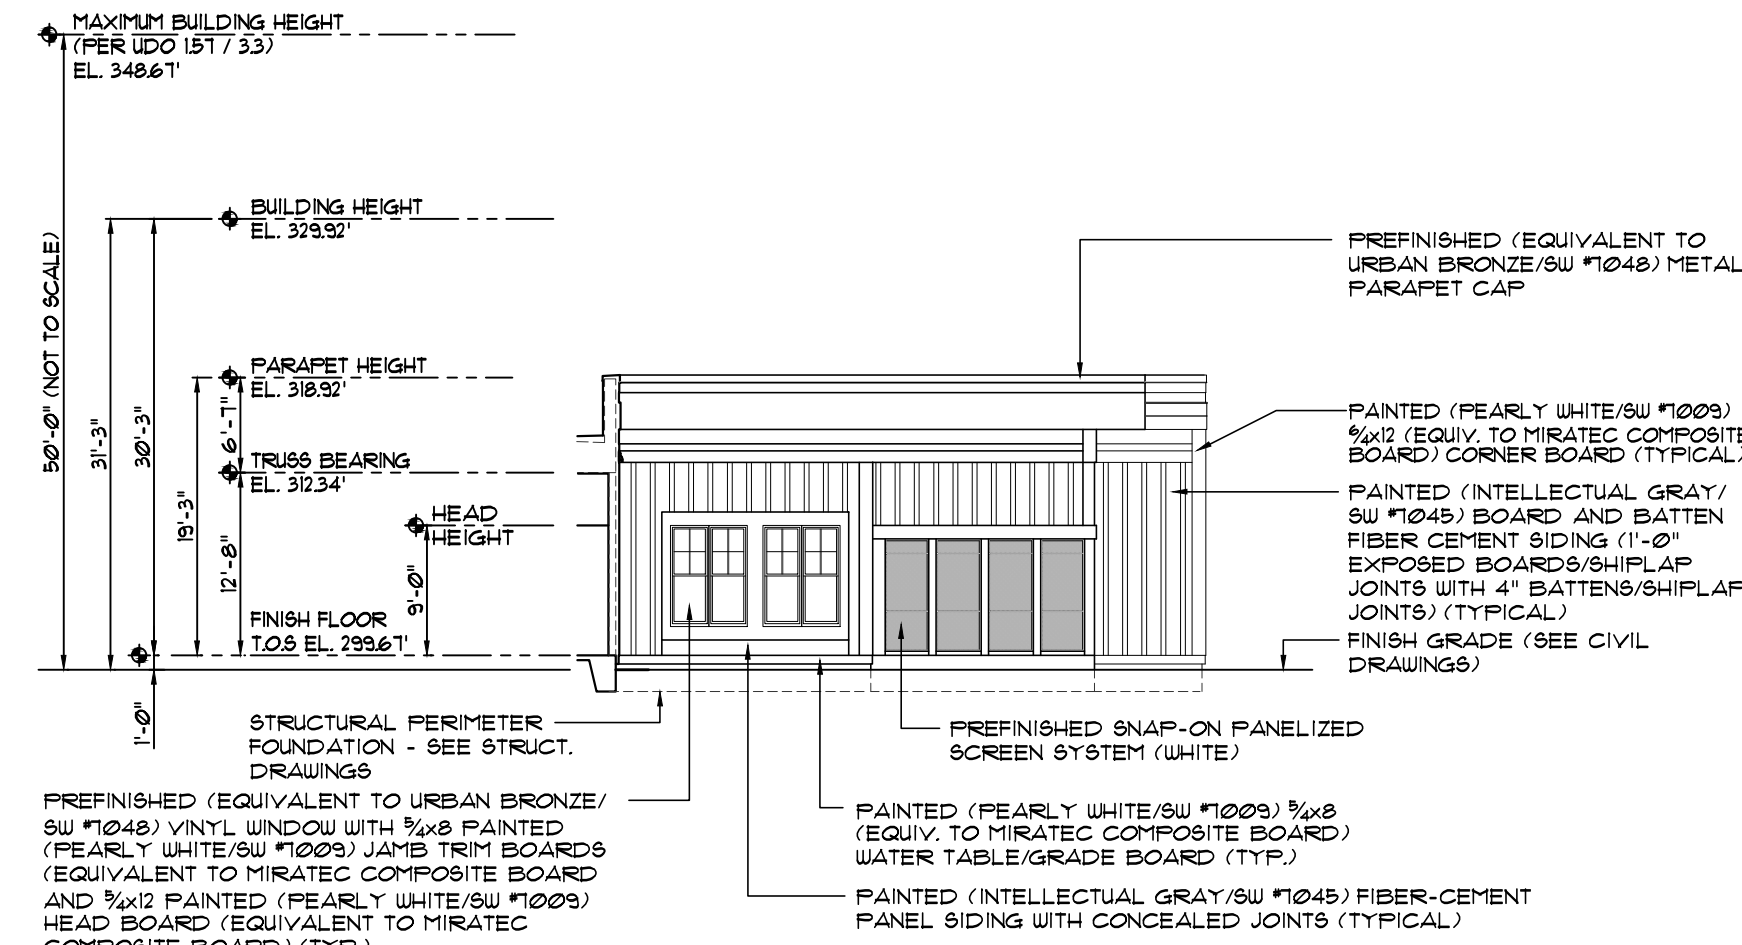 MAXIMUM BUILDING HEIGHT
(PER UDO 1.5.7 / 3.3)
EL. 348.67'
BUILDING HEIGHT
EL. 329.92'
PARAPET HEIGHT
EL. 318.92'
TRUSS BEARING
EL. 312.34'
HEAD
HEIGHT
FINISH FLOOR
T.O.S EL. 299.67'
50'-0" (NOT TO SCALE)
31'-3"
30'-3"
19'-3"
6'-7"
12'-8"
9'-0"
1'-0"
PREFINISHED (EQUIVALENT TO
URBAN BRONZE/SW #7048) METAL
PARAPET CAP
PAINTED (PEARLY WHITE/SW #7009)
6/4x12 (EQUIV. TO MIRATEC COMPOSITE
BOARD) CORNER BOARD (TYPICAL)
PAINTED (INTELLECTUAL GRAY/
SW #7045) BOARD AND BATTEN
FIBER CEMENT SIDING (1'-0"
EXPOSED BOARDS/SHIPLAP
JOINTS WITH 4" BATTENS/SHIPLAP
JOINTS) (TYPICAL)
FINISH GRADE (SEE CIVIL
DRAWINGS)
STRUCTURAL PERIMETER
FOUNDATION - SEE STRUCT.
DRAWINGS
PREFINISHED SNAP-ON PANELIZED
SCREEN SYSTEM (WHITE)
PREFINISHED (EQUIVALENT TO URBAN BRONZE/
SW #7048) VINYL WINDOW WITH 5/4x8 PAINTED
(PEARLY WHITE/SW #7009) JAMB TRIM BOARDS
(EQUIVALENT TO MIRATEC COMPOSITE BOARD
AND 5/4x12 PAINTED (PEARLY WHITE/SW #7009)
HEAD BOARD (EQUIVALENT TO MIRATEC
COMPOSITE BOARD) (TYP.)
PAINTED (PEARLY WHITE/SW #7009) 5/4x8
(EQUIV. TO MIRATEC COMPOSITE BOARD)
WATER TABLE/GRADE BOARD (TYP.)
PAINTED (INTELLECTUAL GRAY/SW #7045) FIBER-CEMENT
PANEL SIDING WITH CONCEALED JOINTS (TYPICAL)